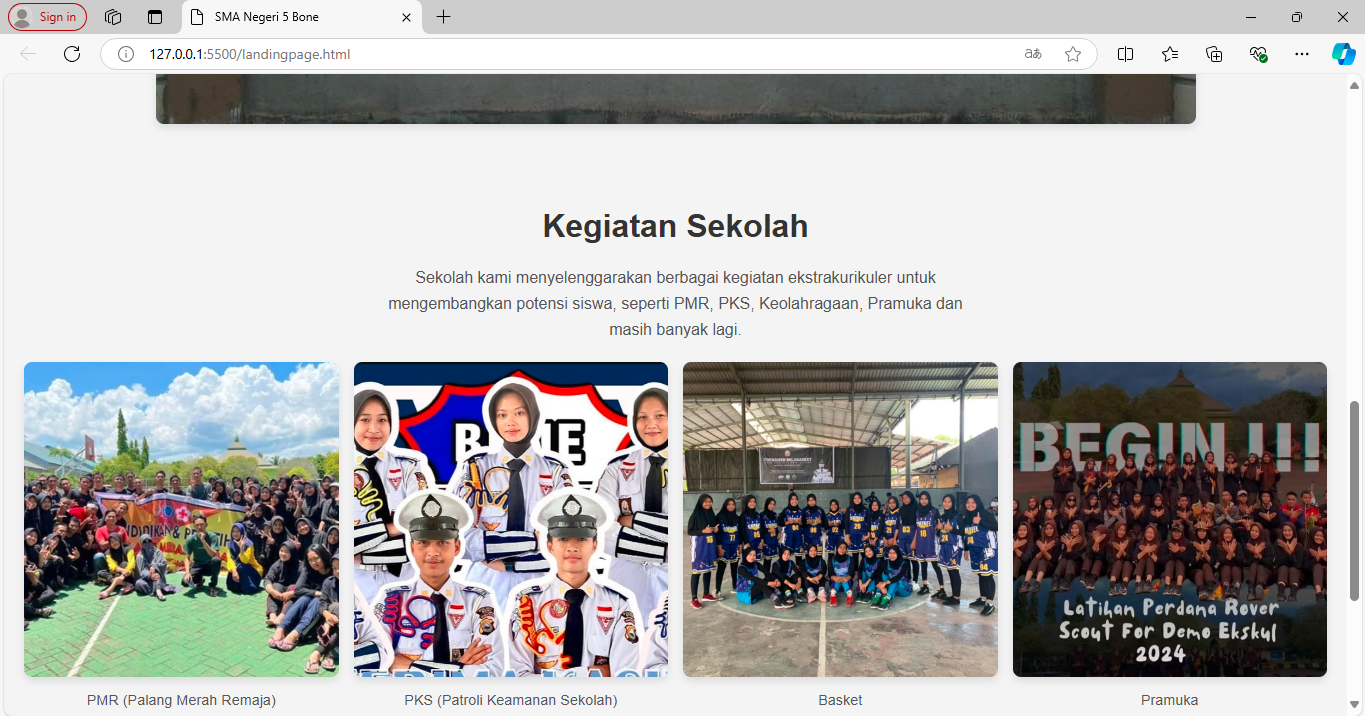 Sign in
SMA Negeri 5 Bone
127.0.0.1:5500/landingpage.html
Kegiatan Sekolah
Sekolah kami menyelenggarakan berbagai kegiatan ekstrakurikuler untuk
mengembangkan potensi siswa, seperti PMR, PKS, Keolahragaan, Pramuka dan
masih banyak lagi.
BEGIN !!!
Latihan Perdana Rover
Scout For Demo Ekskul
2024
PMR (Palang Merah Remaja)
PKS (Patroli Keamanan Sekolah)
Basket
Pramuka